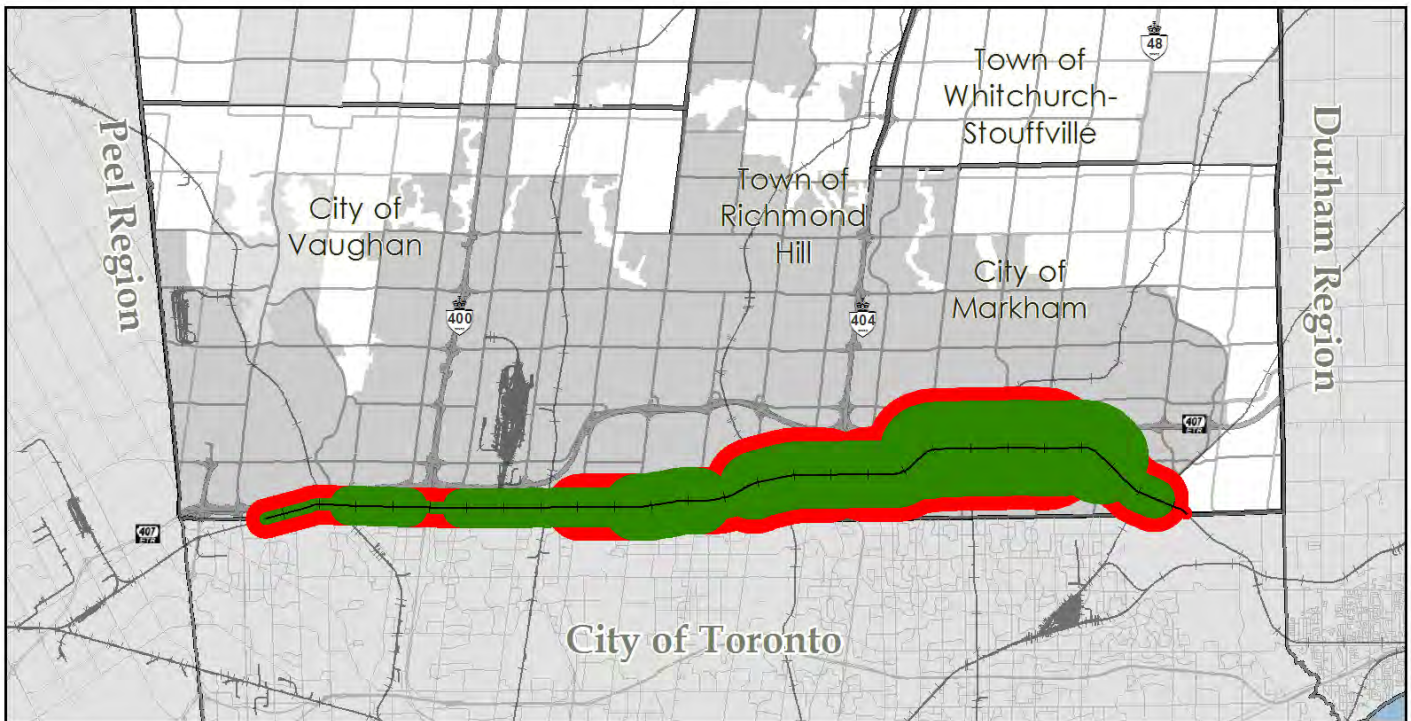 48
Town of
Whitchurch-
Stouffville
Peel Region
Durham Region
City of
Vaughan
Town of
Richmond
Hill
City of
Markham
400
404
407
ETR
407
ETR
City of Toronto